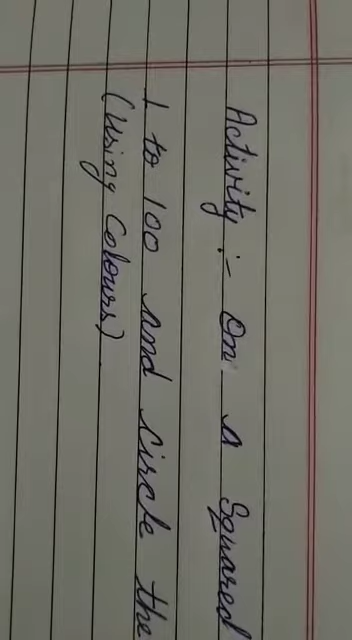 Activity :- On a Squared
1 to 100 and circle the
(using Colours)